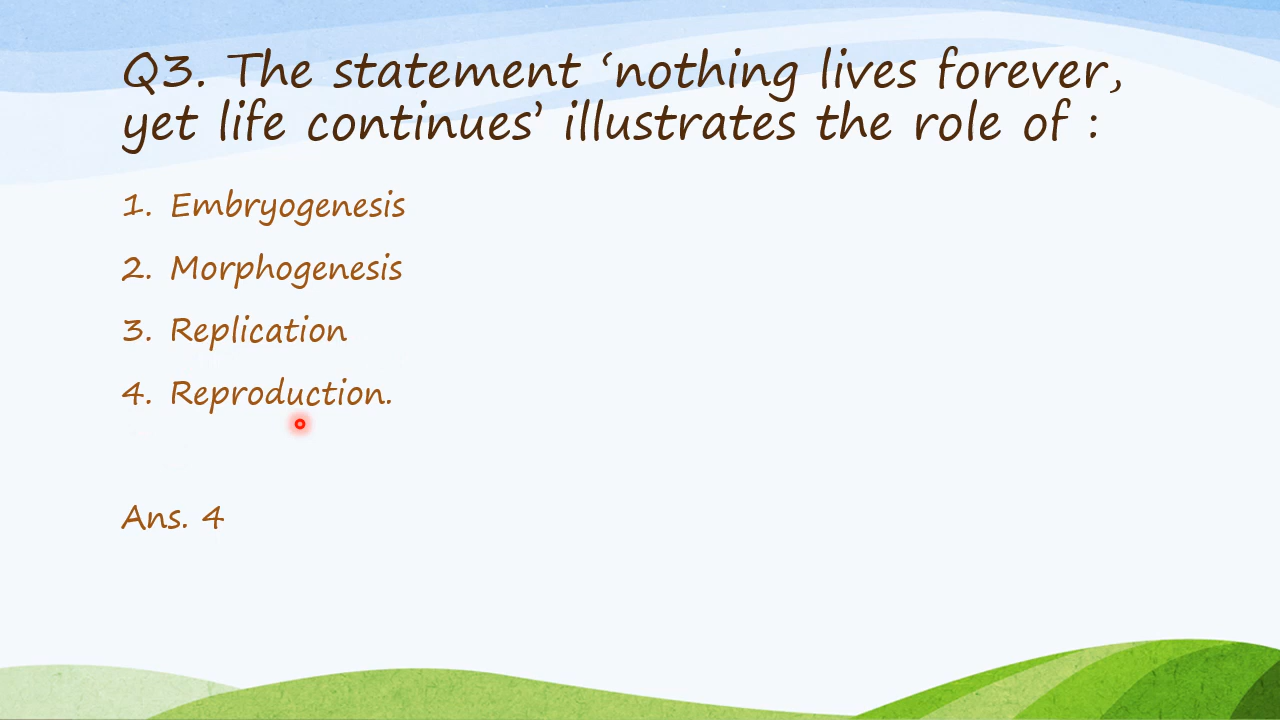 Q3. The statement ‘nothing lives forever,
yet life continues’ illustrates the role of :
1. Embryogenesis
2. Morphogenesis
3. Replication
4. Reproduction.
Ans. 4